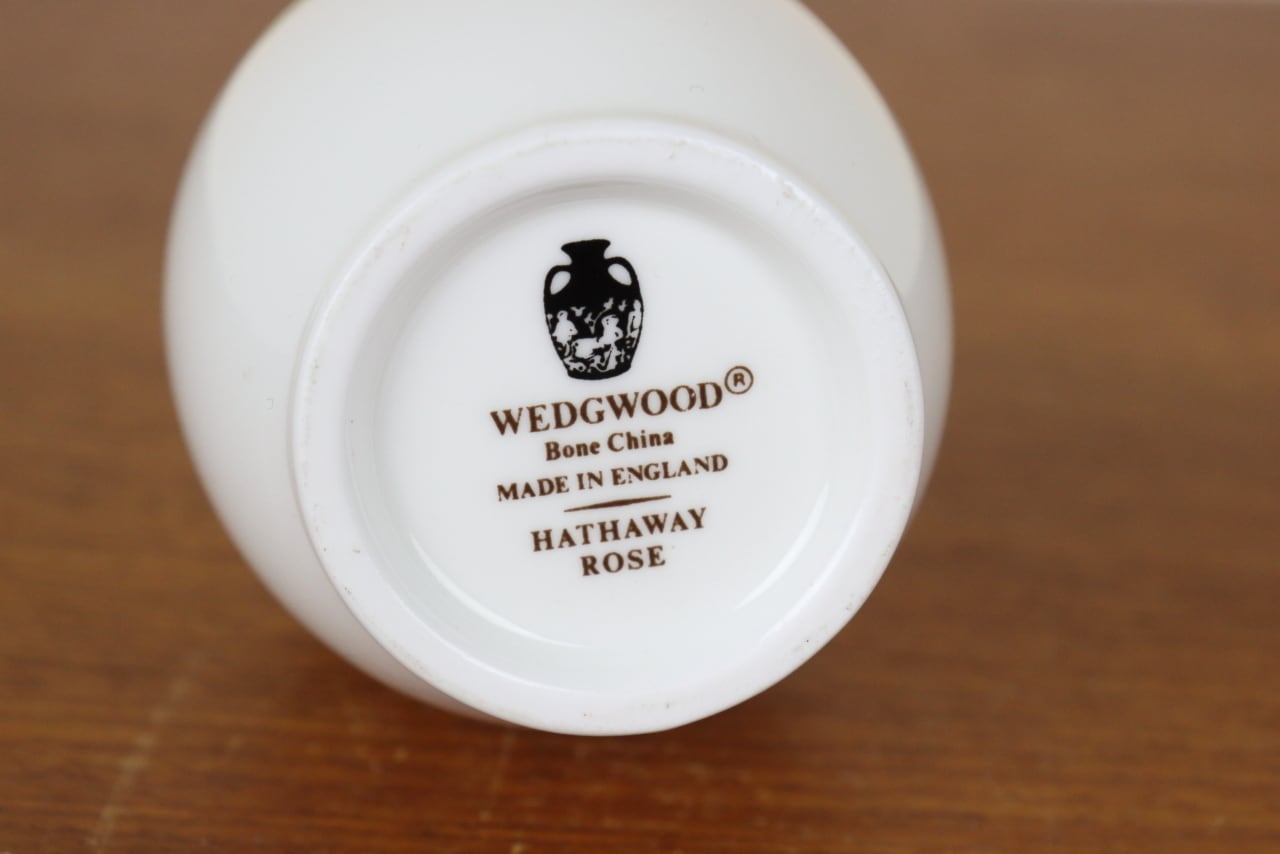 WEDGWOOD®
Bone China
MADE IN ENGLAND
HATHAWAY
ROSE